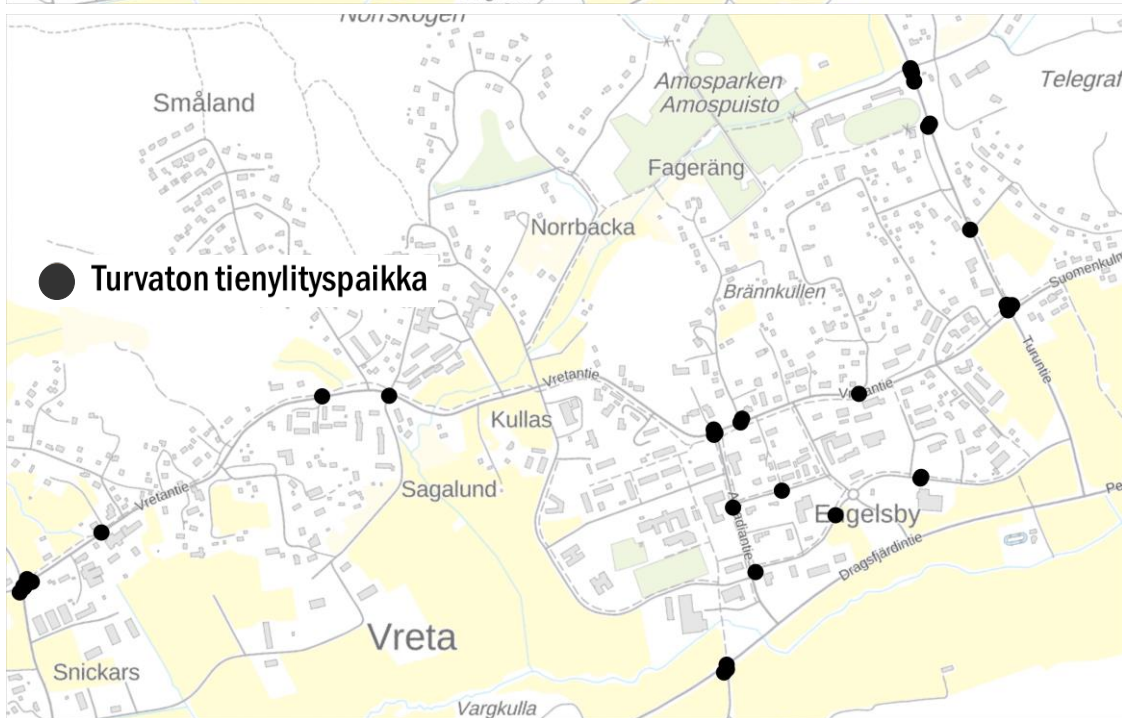 Norrskogen
Småland
Amosparken
Amospuisto
Telegraf
Fageräng
Norrbacka
Turvaton tienylityspaikka
Brännkullen
Suomenkulm
Turuntie
Vretantie
Vretantie
Kullas
Sagalund
Vretantie
Engelsby
Pe
Dragsfjärdintie
Vreta
Snickars
Vargkulla